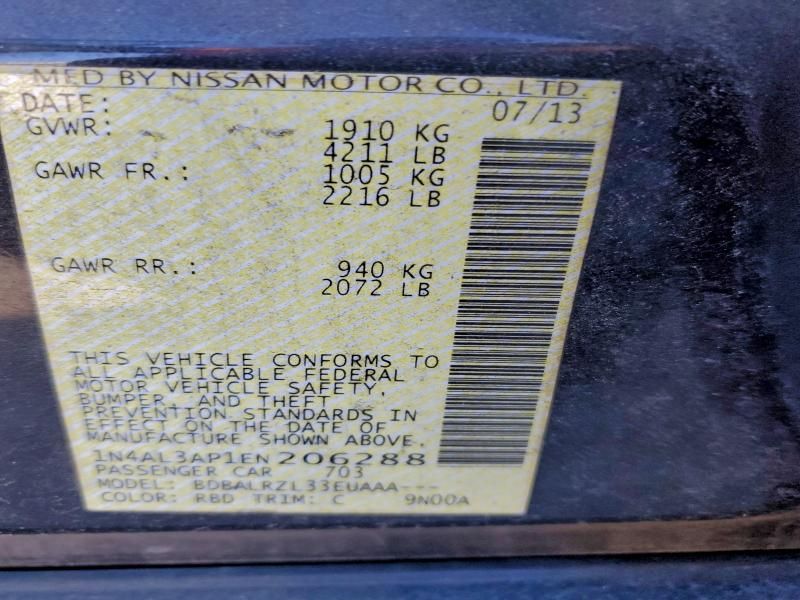 MFD BY NISSAN MOTOR CO., LTD.
DATE: 07/13
GVWR: 1910 KG
4211 LB
GAWR FR.: 1005 KG
2216 LB
GAWR RR.: 940 KG
2072 LB
THIS VEHICLE CONFORMS TO
ALL APPLICABLE FEDERAL
MOTOR VEHICLE SAFETY,
BUMPER, AND THEFT
PREVENTION STANDARDS IN
EFFECT ON THE DATE OF
MANUFACTURE SHOWN ABOVE.
1N4AL3AP1EN206288
PASSENGER CAR 703
MODEL: BDBALRZL33EUAAA---
COLOR: RBD TRIM: C 9N00A